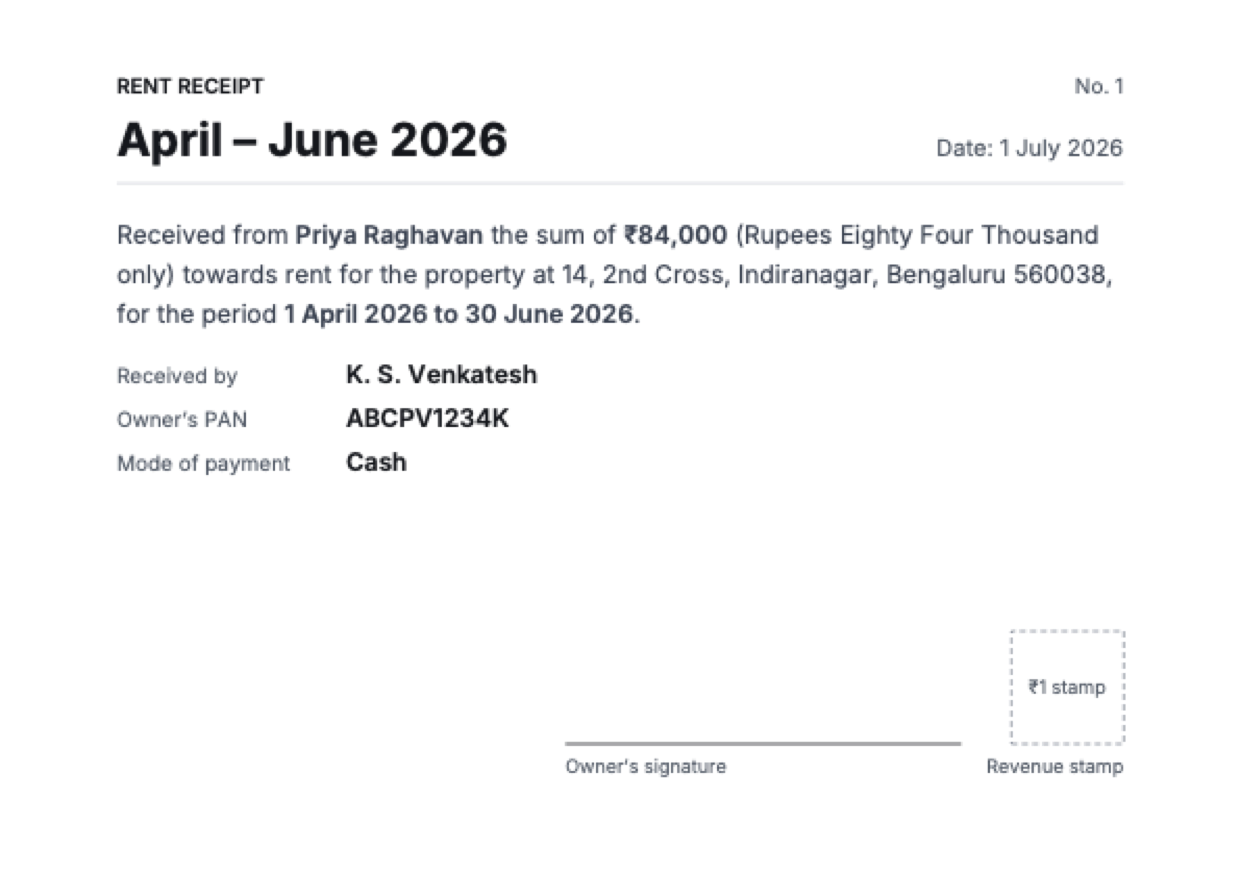 RENT RECEIPT
No. 1
April – June 2026
Date: 1 July 2026
Received from Priya Raghavan the sum of ₹84,000 (Rupees Eighty Four Thousand
only) towards rent for the property at 14, 2nd Cross, Indiranagar, Bengaluru 560038,
for the period 1 April 2026 to 30 June 2026.
Received by K. S. Venkatesh
Owner's PAN ABCPV1234K
Mode of payment Cash
₹1 stamp
Owner's signature
Revenue stamp